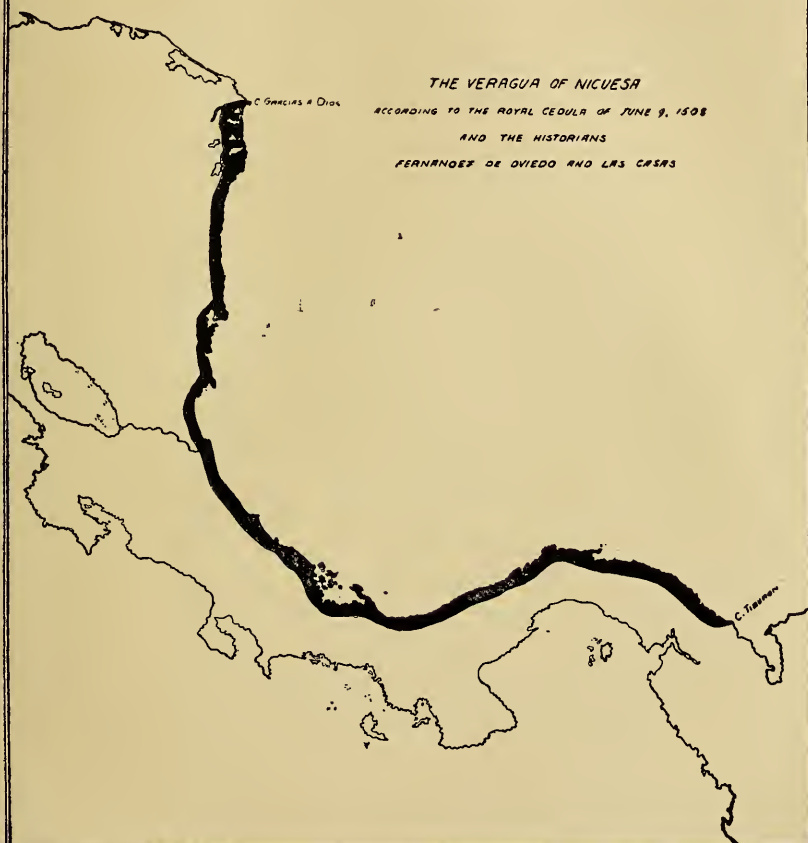 THE VERAGUA OF NICUESA
ACCORDING TO THE ROYAL CEDULA OF JUNE 9, 1508
AND THE HISTORIANS
FERNANDEZ DE OVIEDO AND LAS CASAS
C GARCIAS A DIOS
C. TIBURON